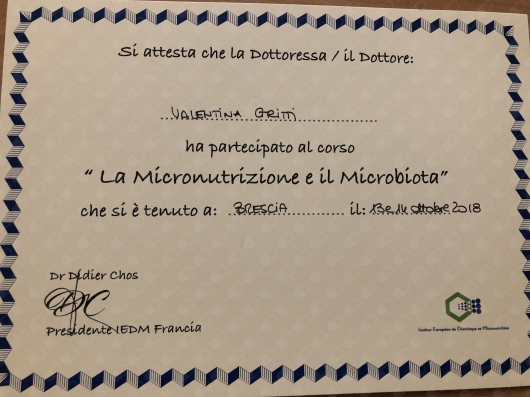 Si attesta che la Dottoressa / il Dottore:
VALENTINA GRITTI
ha partecipato al corso
“ La Micronutrizione e il Microbiota”
che si è tenuto a: BRESCIA il: 13 e 14 ottobre 2018
Dr Didier Chos
Presidente IEDM Francia
Institut Européen de Diététique et Micronutrition